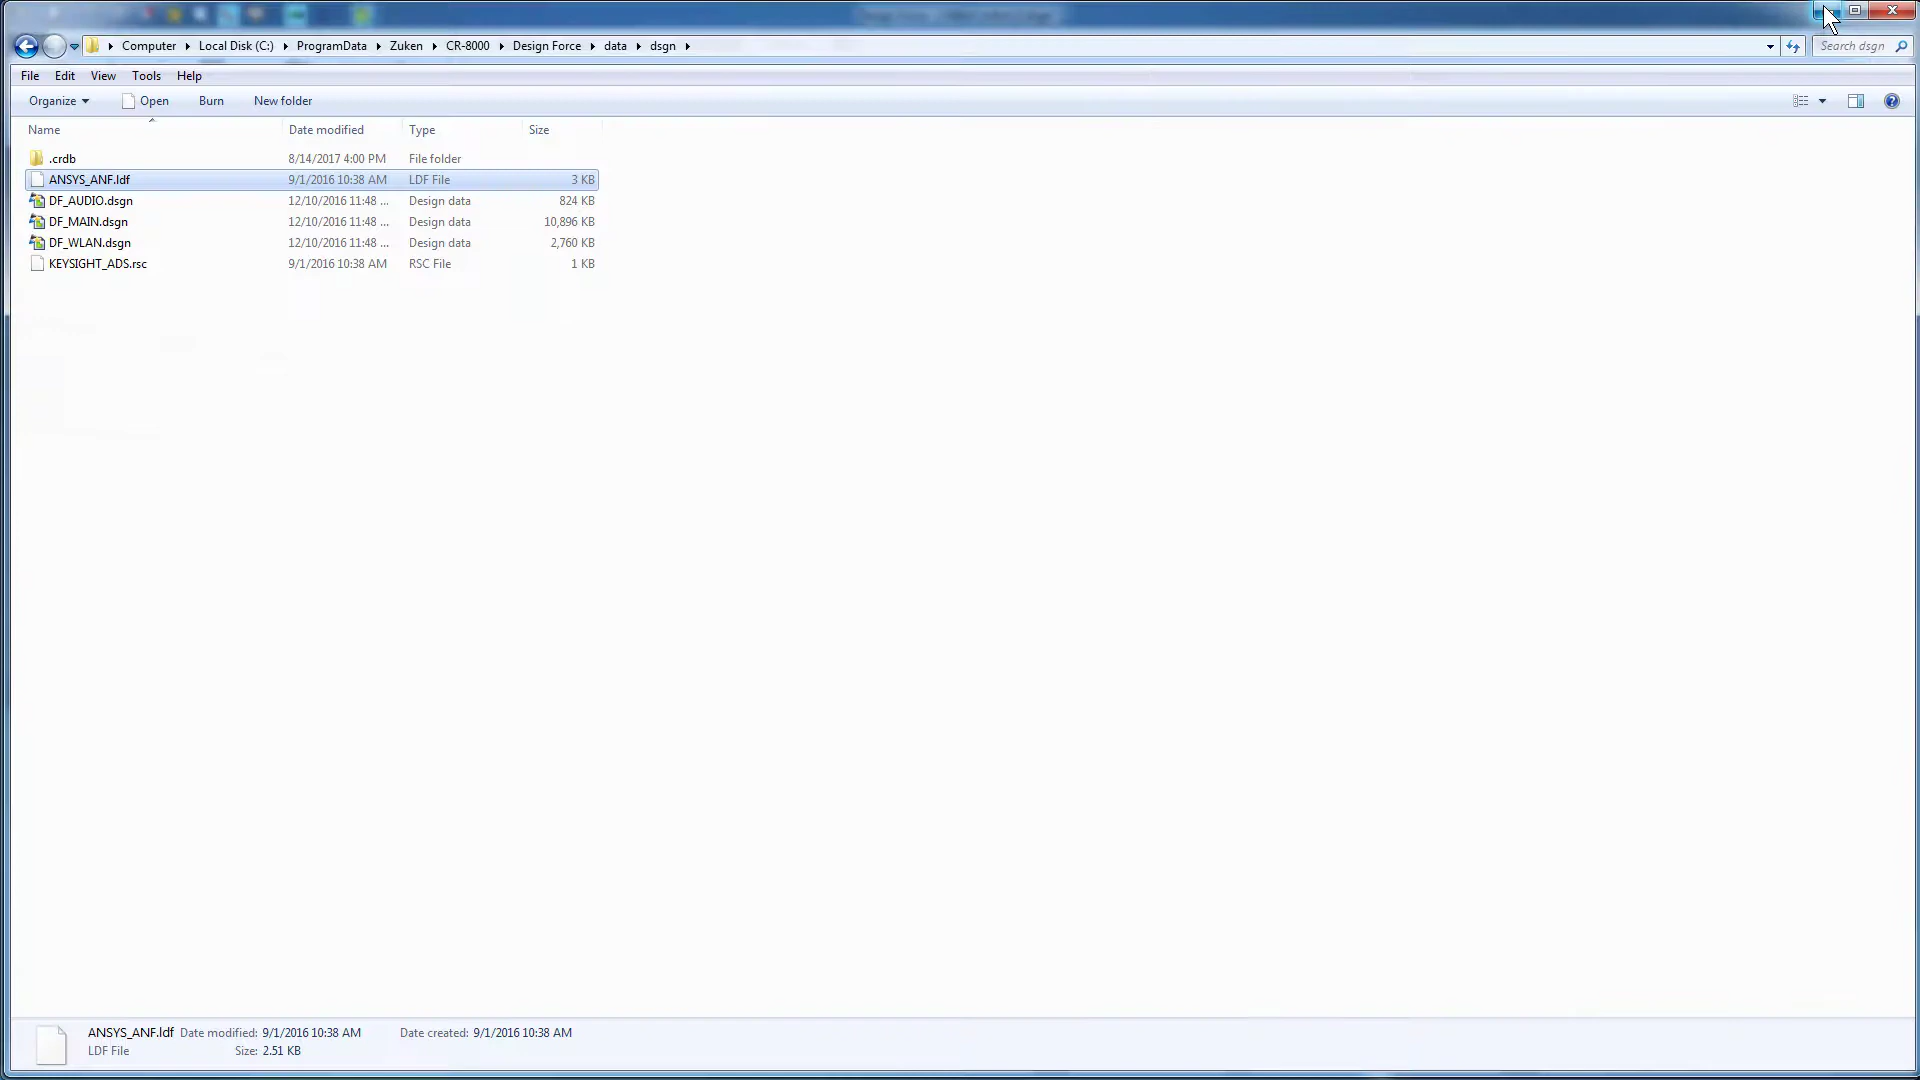 Computer Local Disk (C:) ProgramData Zuken CR-8000 Design Force data dsgn Search dsgn
File Edit View Tools Help
Organize Open Burn New folder
Name Date modified Type Size
.crdb 8/14/2017 4:00 PM File folder
ANSYS_ANF.ldf 9/1/2016 10:38 AM LDF File 3 KB
DF_AUDIO.dsgn 12/10/2016 11:48 ... Design data 824 KB
DF_MAIN.dsgn 12/10/2016 11:48 ... Design data 10,896 KB
DF_WLAN.dsgn 12/10/2016 11:48 ... Design data 2,760 KB
KEYSIGHT_ADS.rsc 9/1/2016 10:38 AM RSC File 1 KB
ANSYS_ANF.ldf Date modified: 9/1/2016 10:38 AM Date created: 9/1/2016 10:38 AM
LDF File Size: 2.51 KB